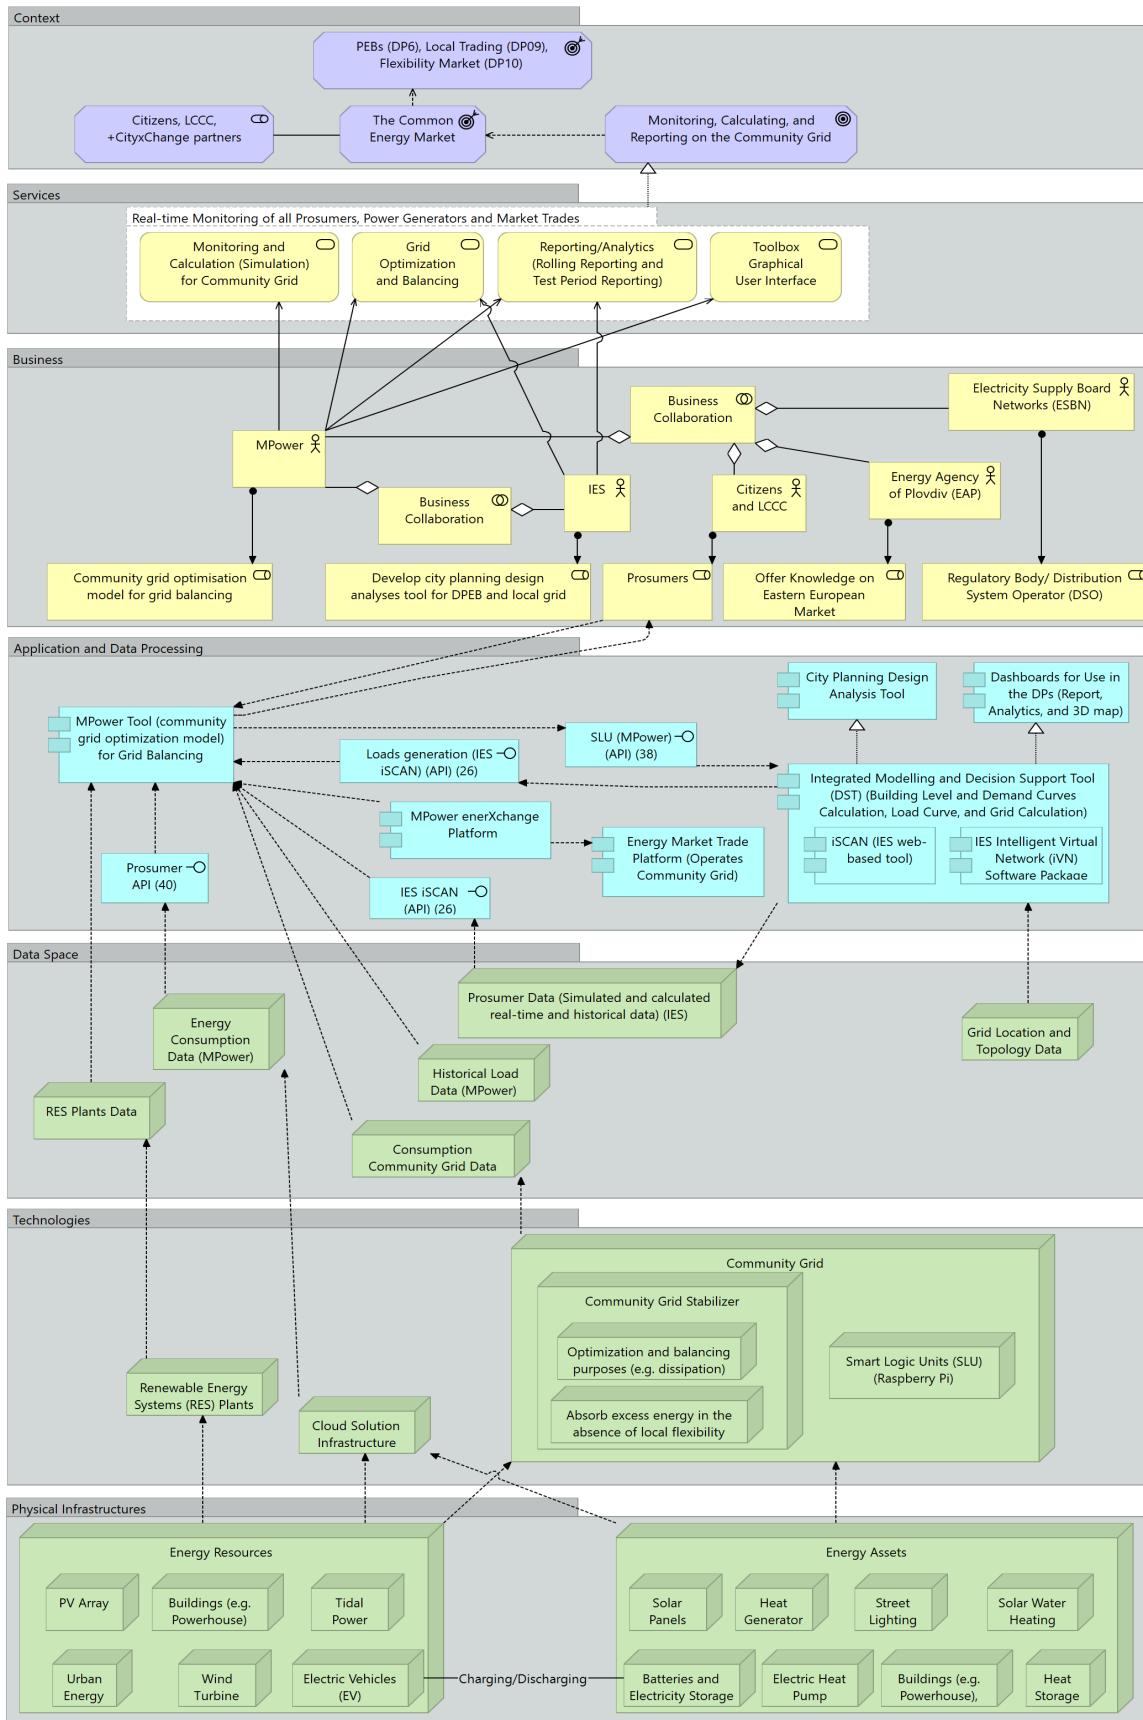 Context
PEBs (DP6), Local Trading (DP09),
Flexibility Market (DP10)
Citizens, LCCC,
+CityxChange partners
The Common
Energy Market
Monitoring, Calculating, and
Reporting on the Community Grid
Services
Real-time Monitoring of all Prosumers, Power Generators and Market Trades
Monitoring and
Calculation (Simulation)
for Community Grid
Grid
Optimization
and Balancing
Reporting/Analytics
(Rolling Reporting and
Test Period Reporting)
Toolbox
Graphical
User Interface
Business
Business
Collaboration
Electricity Supply Board
Networks (ESBN)
MPower
Business
Collaboration
IES
Citizens
and LCCC
Energy Agency
of Plovdiv (EAP)
Community grid optimisation
model for grid balancing
Develop city planning design
analyses tool for DPEB and local grid
Prosumers
Offer Knowledge on
Eastern European
Market
Regulatory Body/ Distribution
System Operator (DSO)
Application and Data Processing
City Planning Design
Analysis Tool
Dashboards for Use in
the DPs (Report,
Analytics, and 3D map)
MPower Tool (community
grid optimization model)
for Grid Balancing
SLU (MPower)
(API) (38)
Loads generation (IES
iSCAN) (API) (26)
Integrated Modelling and Decision Support Tool
(DST) (Building Level and Demand Curves
Calculation, Load Curve, and Grid Calculation)
iSCAN (IES web-
based tool)
IES Intelligent Virtual
Network (iVN)
Software Package
MPower enerXchange
Platform
Energy Market Trade
Platform (Operates
Community Grid)
Prosumer
API (40)
IES iSCAN
(API) (26)
Data Space
Prosumer Data (Simulated and calculated
real-time and historical data) (IES)
Energy
Consumption
Data (MPower)
Grid Location and
Topology Data
Historical Load
Data (MPower)
RES Plants Data
Consumption
Community Grid Data
Technologies
Community Grid
Community Grid Stabilizer
Optimization and balancing
purposes (e.g. dissipation)
Absorb excess energy in the
absence of local flexibility
Smart Logic Units (SLU)
(Raspberry Pi)
Renewable Energy
Systems (RES) Plants
Cloud Solution
Infrastructure
Physical Infrastructures
Energy Resources
PV Array
Buildings (e.g.
Powerhouse)
Tidal
Power
Urban
Energy
Wind
Turbine
Electric Vehicles
(EV)
Charging/Discharging
Energy Assets
Solar
Panels
Heat
Generator
Street
Lighting
Solar Water
Heating
Batteries and
Electricity Storage
Electric Heat
Pump
Buildings (e.g.
Powerhouse),
Heat
Storage